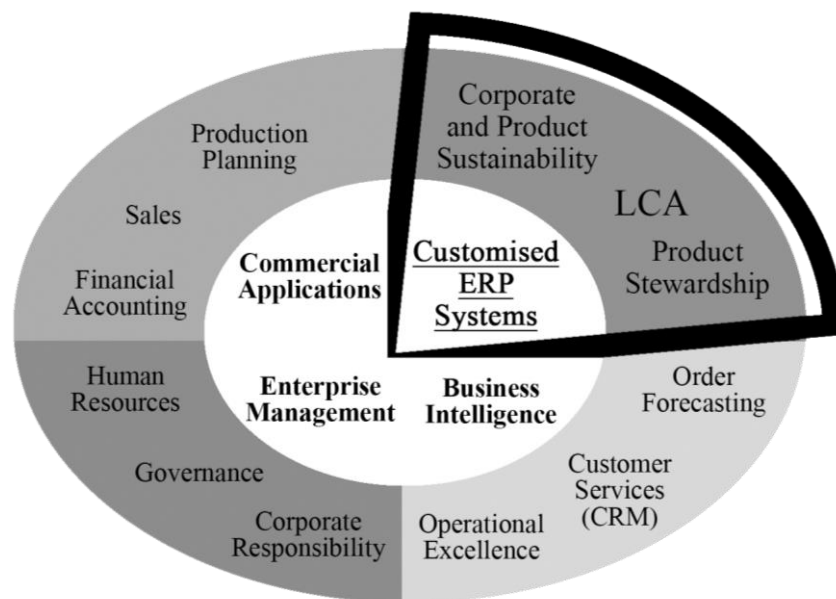 Corporate
and Product
Sustainability
LCA
Product
Stewardship
Production
Planning
Sales
Financial
Accounting
Commercial
Applications
Customised
ERP
Systems
Enterprise
Management
Business
Intelligence
Human
Resources
Governance
Corporate
Responsibility
Order
Forecasting
Customer
Services
(CRM)
Operational
Excellence